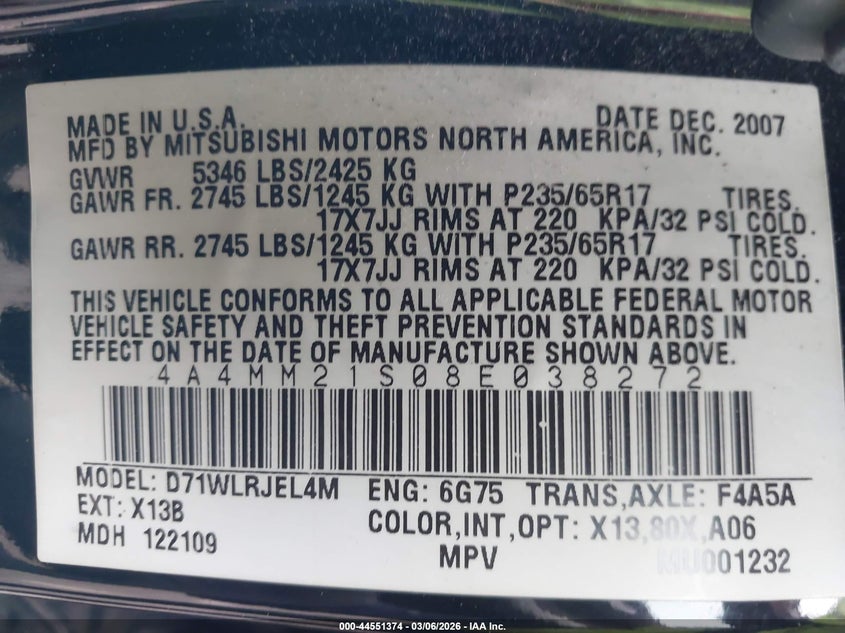 MADE IN U.S.A. DATE DEC. 2007
MFD BY MITSUBISHI MOTORS NORTH AMERICA, INC.
GVWR 5346 LBS/2425 KG
GAWR FR. 2745 LBS/1245 KG WITH P235/65R17 TIRES.
17X7JJ RIMS AT 220 KPA/32 PSI COLD.
GAWR RR. 2745 LBS/1245 KG WITH P235/65R17 TIRES.
17X7JJ RIMS AT 220 KPA/32 PSI COLD.
THIS VEHICLE CONFORMS TO ALL APPLICABLE FEDERAL MOTOR
VEHICLE SAFETY AND THEFT PREVENTION STANDARDS IN
EFFECT ON THE DATE OF MANUFACTURE SHOWN ABOVE.
4A4MM21S08E038272
MODEL: D71WLRJEL4M ENG: 6G75 TRANS,AXLE: F4A5A
EXT: X13B COLOR,INT,OPT: X13,80X,A06
MDH 122109 MPV MU001232
000-44551374 - 03/06/2026 - IAA Inc.